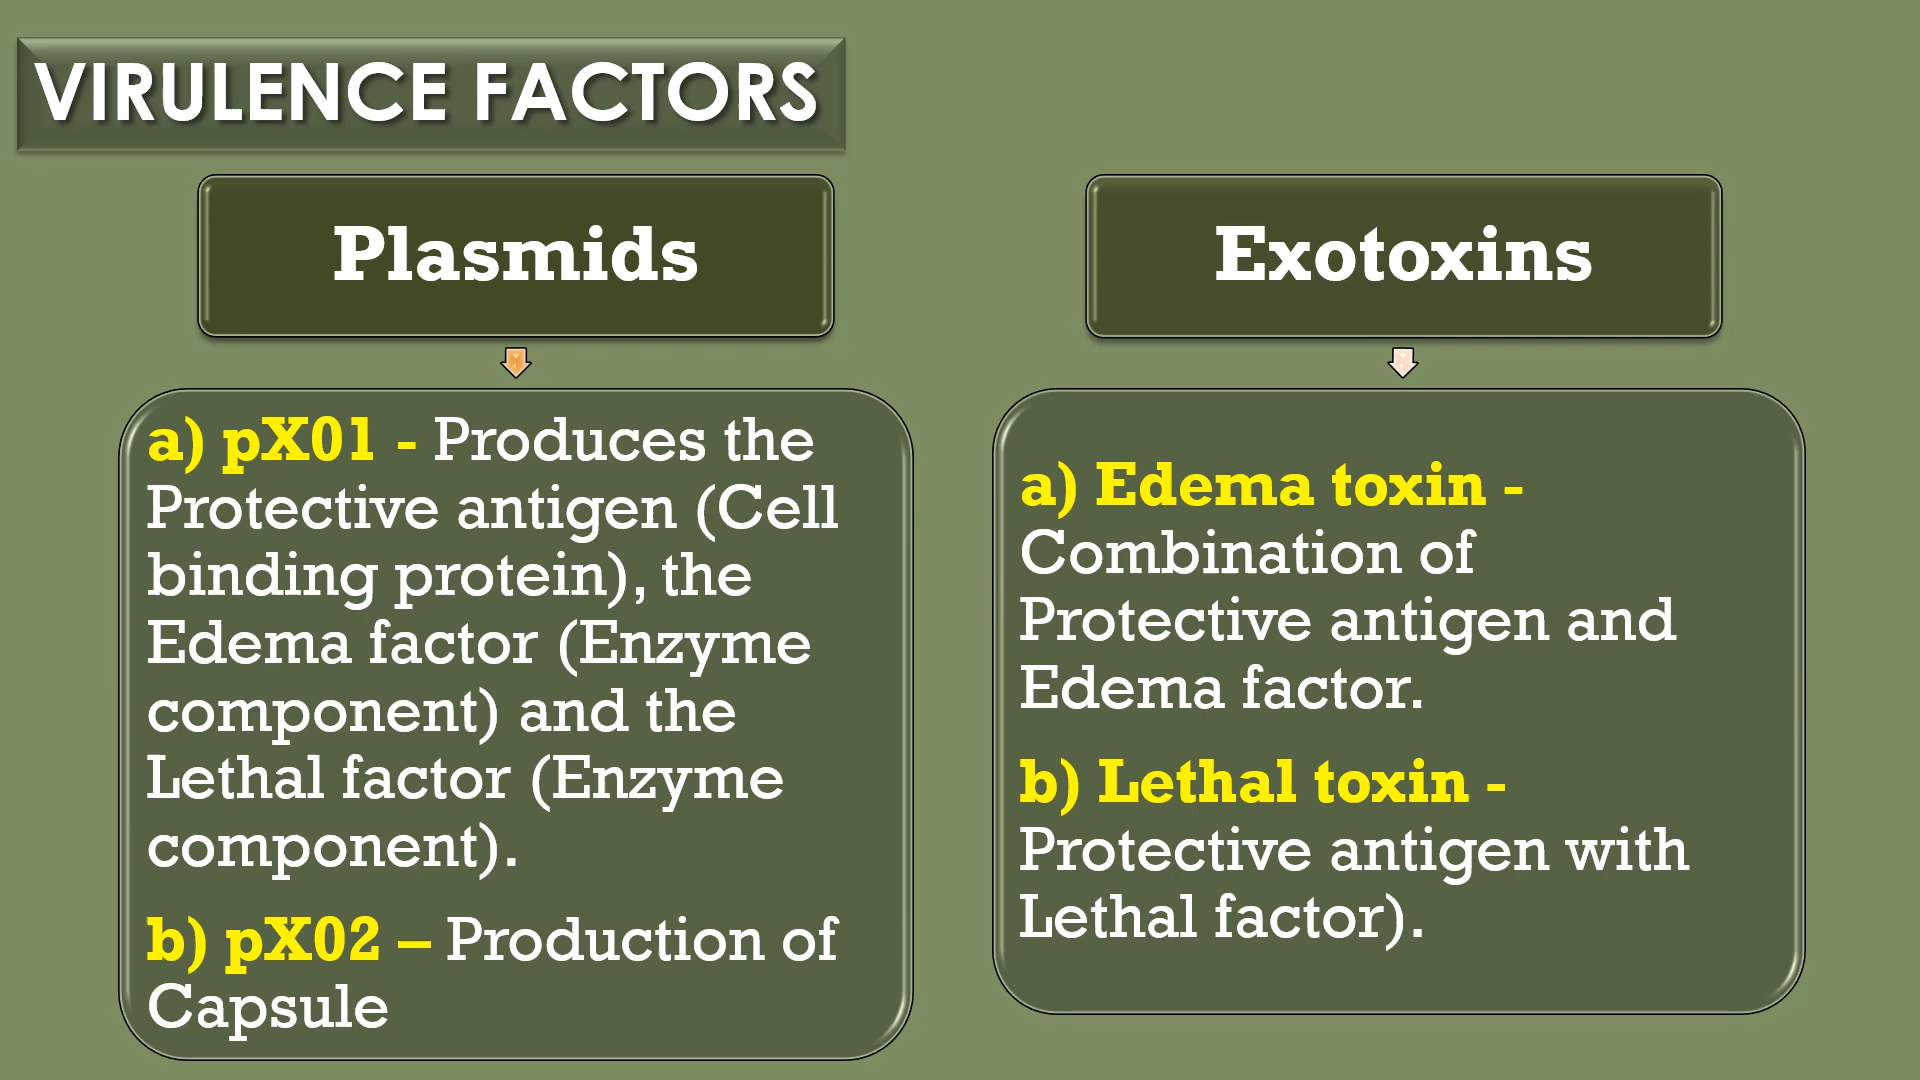 VIRULENCE FACTORS
Plasmids
a) pX01 - Produces the
Protective antigen (Cell
binding protein), the
Edema factor (Enzyme
component) and the
Lethal factor (Enzyme
component).
b) pX02 – Production of
Capsule
Exotoxins
a) Edema toxin -
Combination of
Protective antigen and
Edema factor.
b) Lethal toxin -
Protective antigen with
Lethal factor).